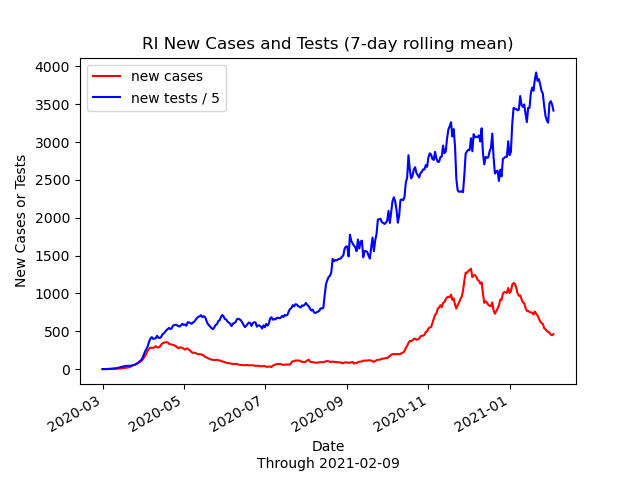 RI New Cases and Tests (7-day rolling mean)
new cases
new tests / 5
4000
3500
3000
2500
2000
1500
1000
500
0
New Cases or Tests
2020-03
2020-05
2020-07
2020-09
2020-11
2021-01
Date
Through 2021-02-09